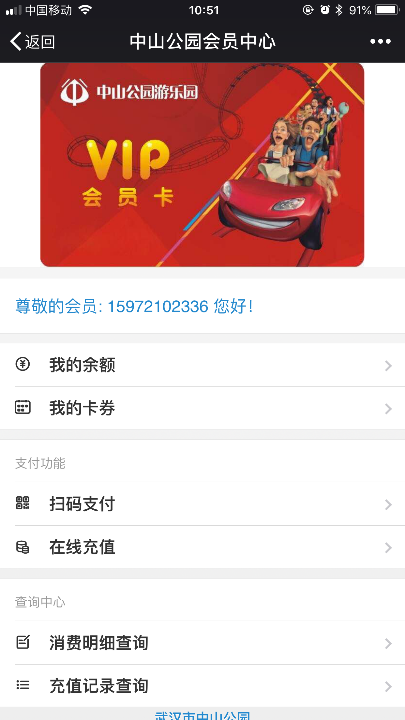 中国移动
10:51
91%
返回
中山公园会员中心
中山公园游乐园
VIP
会员卡
尊敬的会员: 15972102336 您好!
我的余额
我的卡券
支付功能
扫码支付
在线充值
查询中心
消费明细查询
充值记录查询
武汉市中山公园